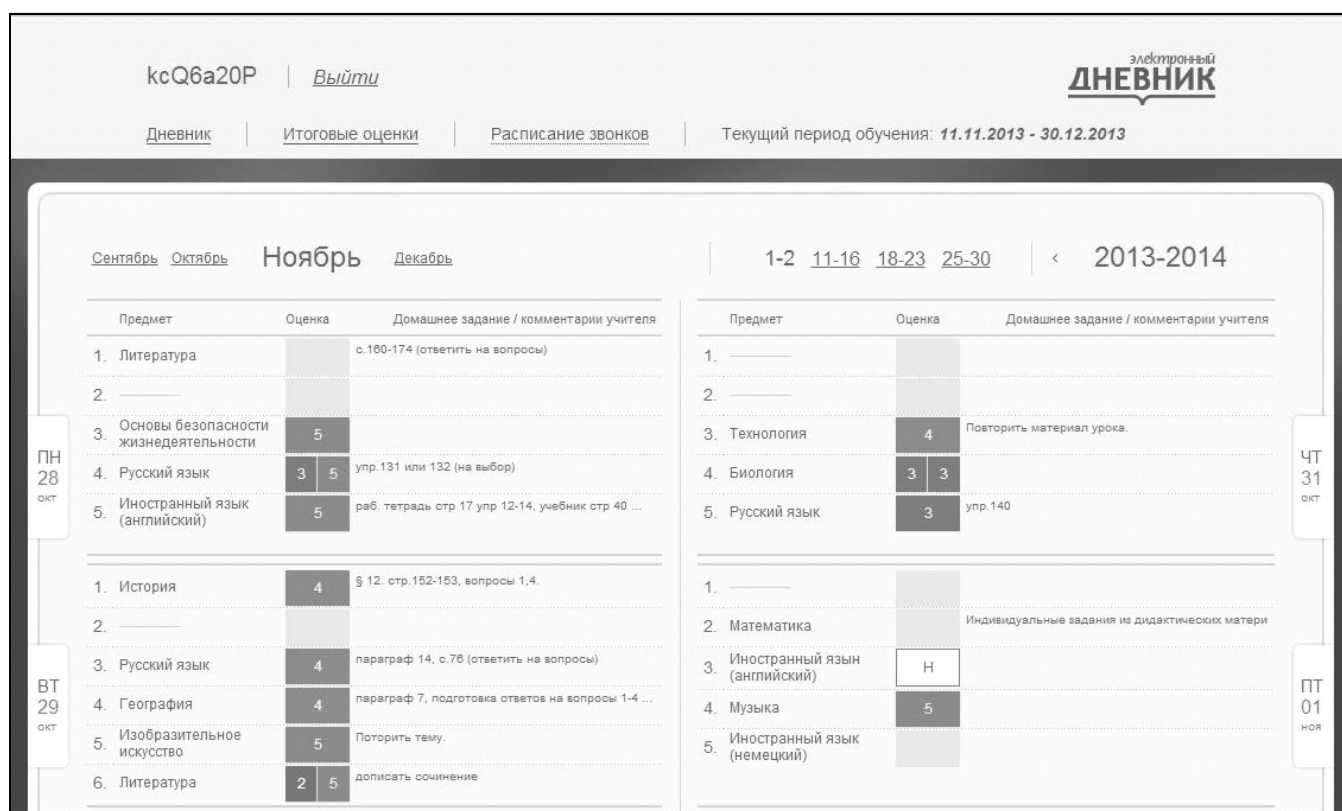 kcQ6a20P Выйти
электронный
ДНЕВНИК
Дневник Итоговые оценки Расписание звонков Текущий период обучения: 11.11.2013 - 30.12.2013
Сентябрь Октябрь Ноябрь Декабрь 1-2 11-16 18-23 25-30 < 2013-2014
Предмет Оценка Домашнее задание / комментарии учителя
ПН
28
окт
1. Литература с.160-174 (ответить на вопросы)
2.
3. Основы безопасности
жизнедеятельности 5
4. Русский язык 3 5 упр.131 или 132 (на выбор)
5. Иностранный язык
(английский) 5 раб. тетрадь стр 17 упр 12-14, учебник стр 40 ...
ВТ
29
окт
1. История 4 § 12. стр.152-153, вопросы 1,4.
2.
3. Русский язык 4 параграф 14, с.76 (ответить на вопросы)
4. География 4 параграф 7, подготовка ответов на вопросы 1-4 ...
5. Изобразительное
искусство 5 Поторить тему.
6. Литература 2 5 дописать сочинение
Предмет Оценка Домашнее задание / комментарии учителя
ЧТ
31
окт
1.
2.
3. Технология 4 Повторить материал урока.
4. Биология 3 3
5. Русский язык 3 упр.140
ПТ
01
ноя
1.
2. Математика Индивидуальные задания из дидактических матери
3. Иностранный язын
(английский) Н
4. Музыка 5
5. Иностранный язык
(немецкий)